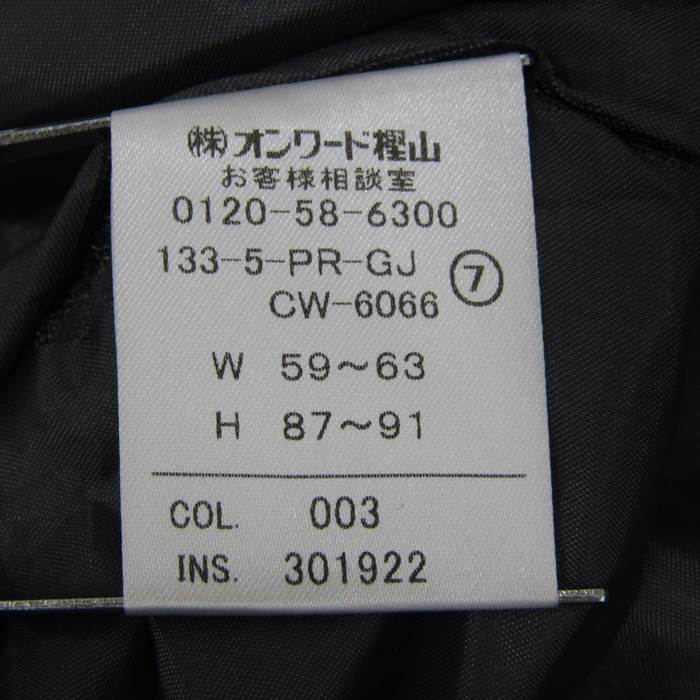 ㈱オンワード樫山
お客様相談室
0120-58-6300
133-5-PR-GJ ⑦
CW-6066
W 59～63
H 87～91
COL. 003
INS. 301922